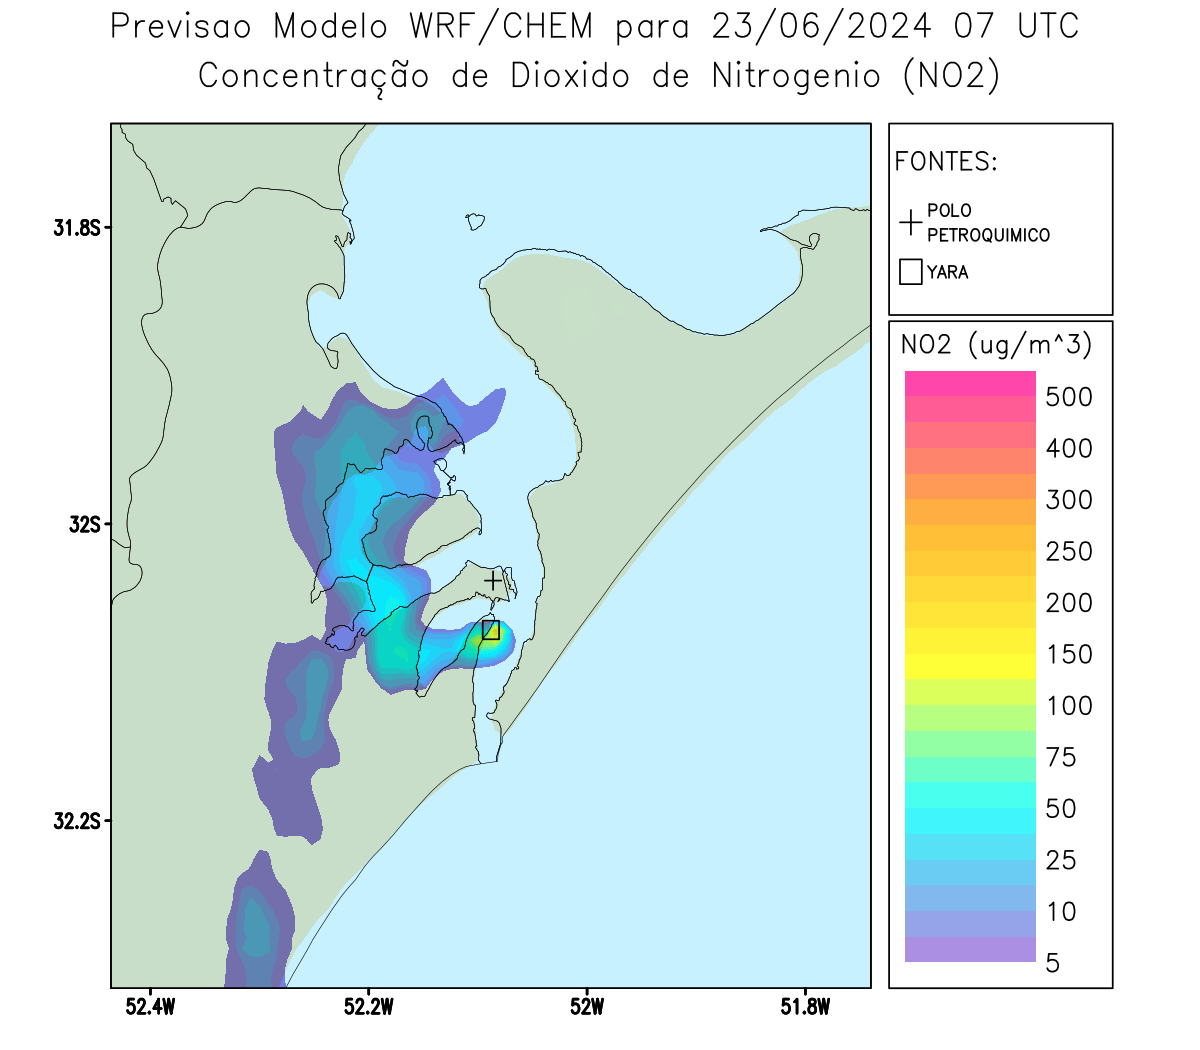 Previsao Modelo WRF/CHEM para 23/06/2024 07 UTC
Concentração de Dioxido de Nitrogenio (NO2)
FONTES:
POLO
PETROQUIMICO
YARA
NO2 (ug/m^3)
500
400
300
250
200
150
100
75
50
25
10
5
31.8S
32S
32.2S
52.4W
52.2W
52W
51.8W